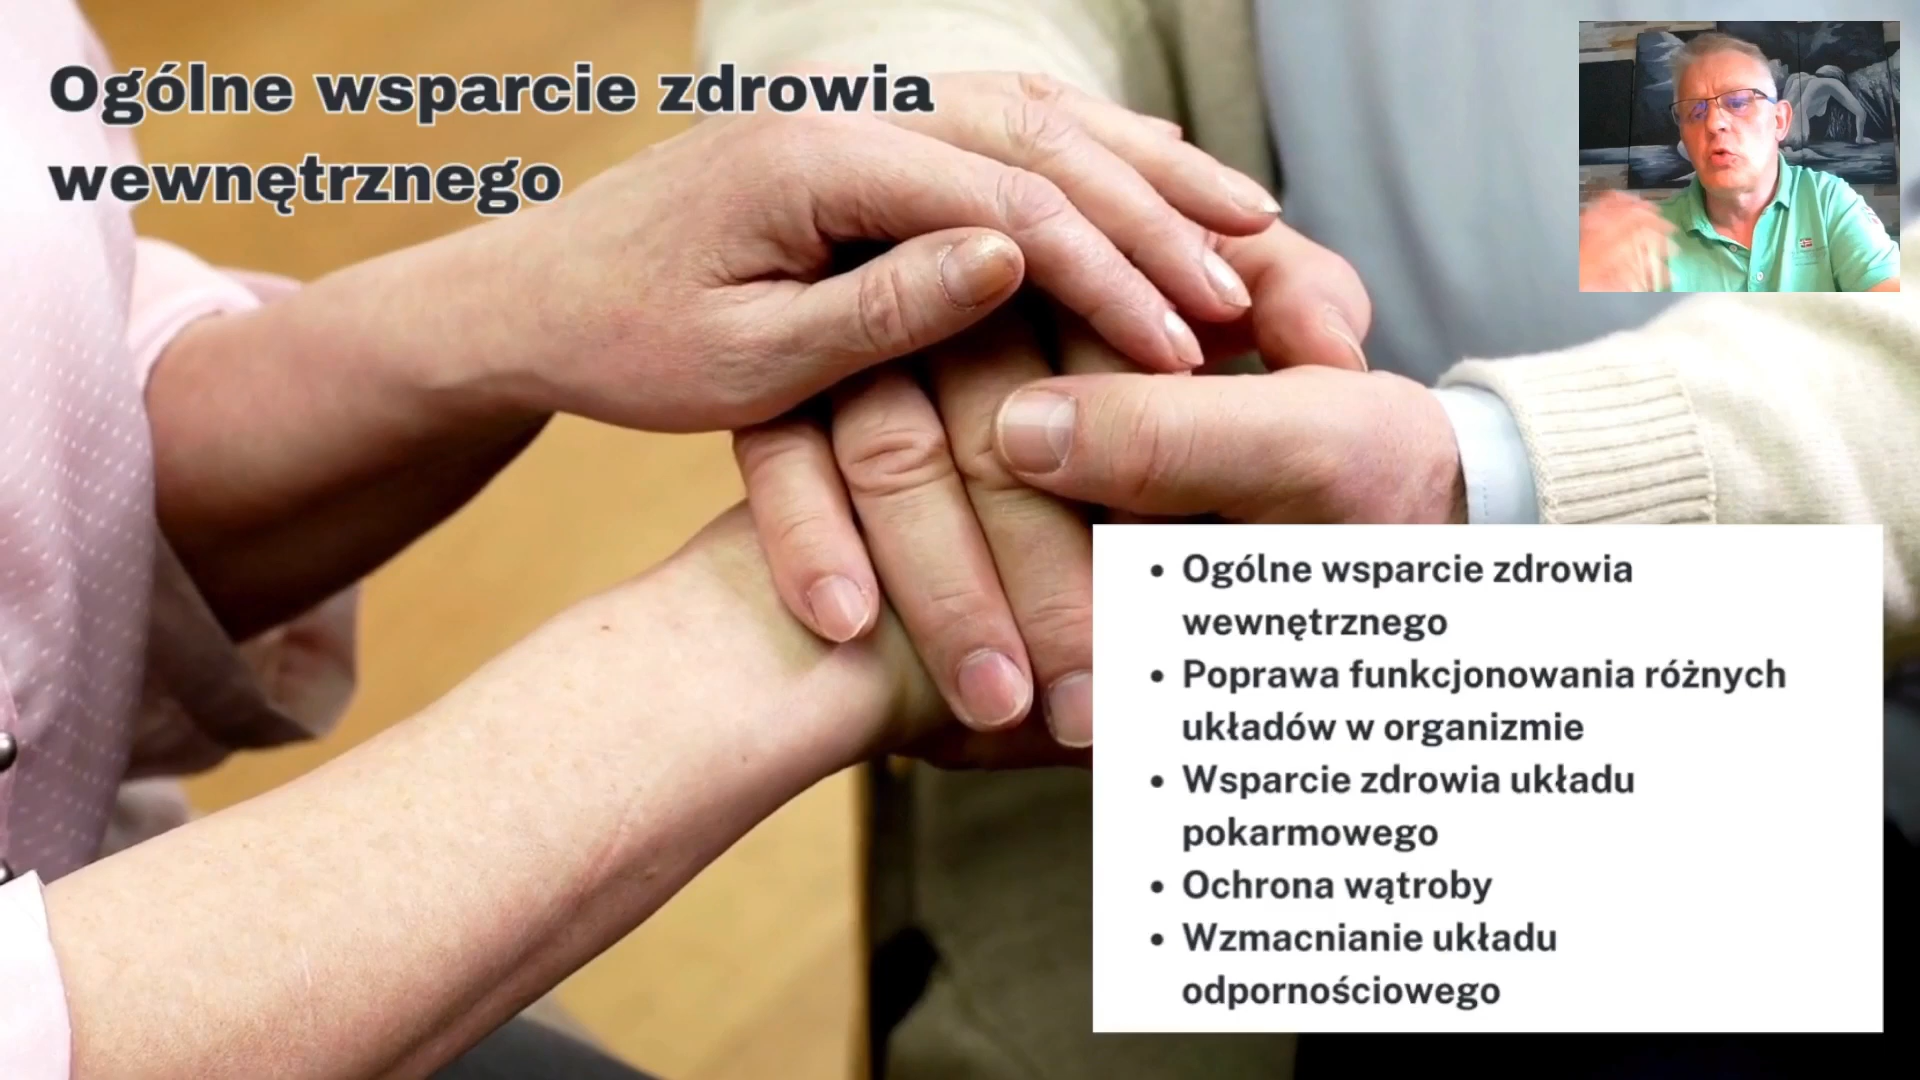 Ogólne wsparcie zdrowia
wewnętrznego
• Ogólne wsparcie zdrowia
wewnętrznego
• Poprawa funkcjonowania różnych
układów w organizmie
• Wsparcie zdrowia układu
pokarmowego
• Ochrona wątroby
• Wzmacnianie układu
odpornościowego